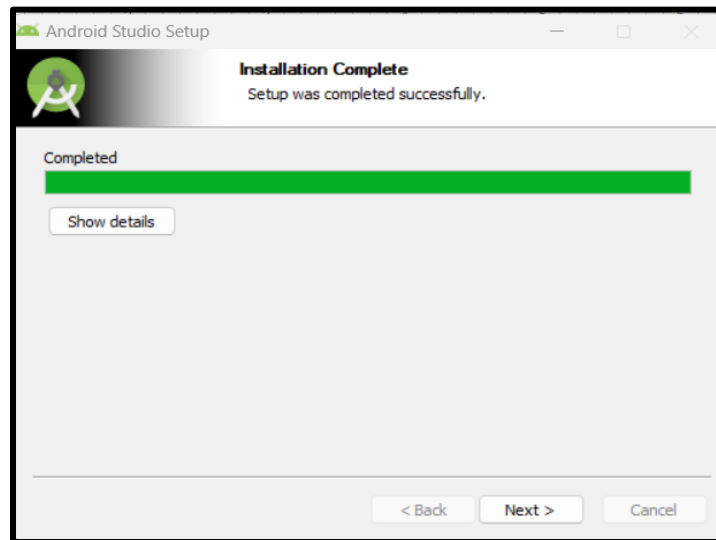 Android Studio Setup
Installation Complete
Setup was completed successfully.
Completed
Show details
< Back Next > Cancel